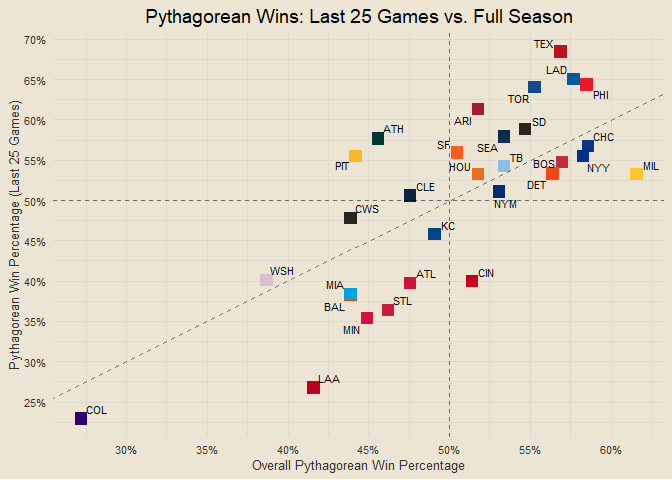 Pythagorean Wins: Last 25 Games vs. Full Season
Pythagorean Win Percentage (Last 25 Games)
70%
65%
60%
55%
50%
45%
40%
35%
30%
25%
TEX
LAD
PHI
TOR
ARI
SD
ATH
SEA
CHC
SF
PIT
TB
BOS
NYY
MIL
HOU
DET
CLE
NYM
CWS
KC
WSH
ATL
CIN
MIA
BAL
STL
MIN
LAA
COL
30%
35%
40%
45%
50%
55%
60%
Overall Pythagorean Win Percentage